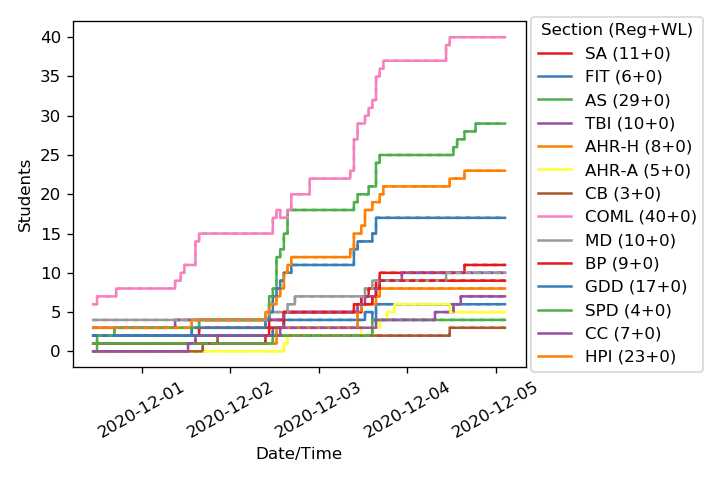 40
35
30
25
20
15
10
5
0
Students
2020-12-01
2020-12-02
2020-12-03
2020-12-04
2020-12-05
Date/Time
Section (Reg+WL)
SA (11+0)
FIT (6+0)
AS (29+0)
TBI (10+0)
AHR-H (8+0)
AHR-A (5+0)
CB (3+0)
COML (40+0)
MD (10+0)
BP (9+0)
GDD (17+0)
SPD (4+0)
CC (7+0)
HPI (23+0)